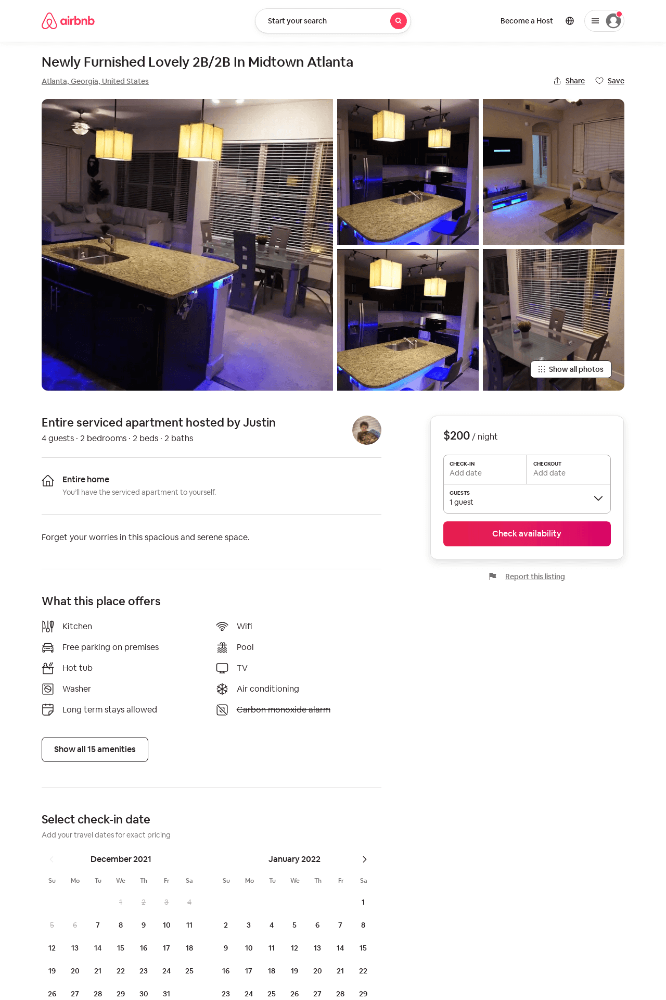 airbnb
Start your search
Become a Host
Newly Furnished Lovely 2B/2B In Midtown Atlanta
Atlanta, Georgia, United States
Share
Save
HOME
Show all photos
Entire serviced apartment hosted by Justin
4 guests · 2 bedrooms · 2 beds · 2 baths
Entire home
You’ll have the serviced apartment to yourself.
Forget your worries in this spacious and serene space.
What this place offers
Kitchen
Wifi
Free parking on premises
Pool
Hot tub
TV
Washer
Air conditioning
Long term stays allowed
Carbon monoxide alarm
Show all 15 amenities
$200 / night
CHECK-IN
Add date
CHECKOUT
Add date
GUESTS
1 guest
Check availability
Report this listing
Select check-in date
Add your travel dates for exact pricing
December 2021
Su Mo Tu We Th Fr Sa
1 2 3 4
5 6 7 8 9 10 11
12 13 14 15 16 17 18
19 20 21 22 23 24 25
26 27 28 29 30 31
January 2022
Su Mo Tu We Th Fr Sa
1
2 3 4 5 6 7 8
9 10 11 12 13 14 15
16 17 18 19 20 21 22
23 24 25 26 27 28 29